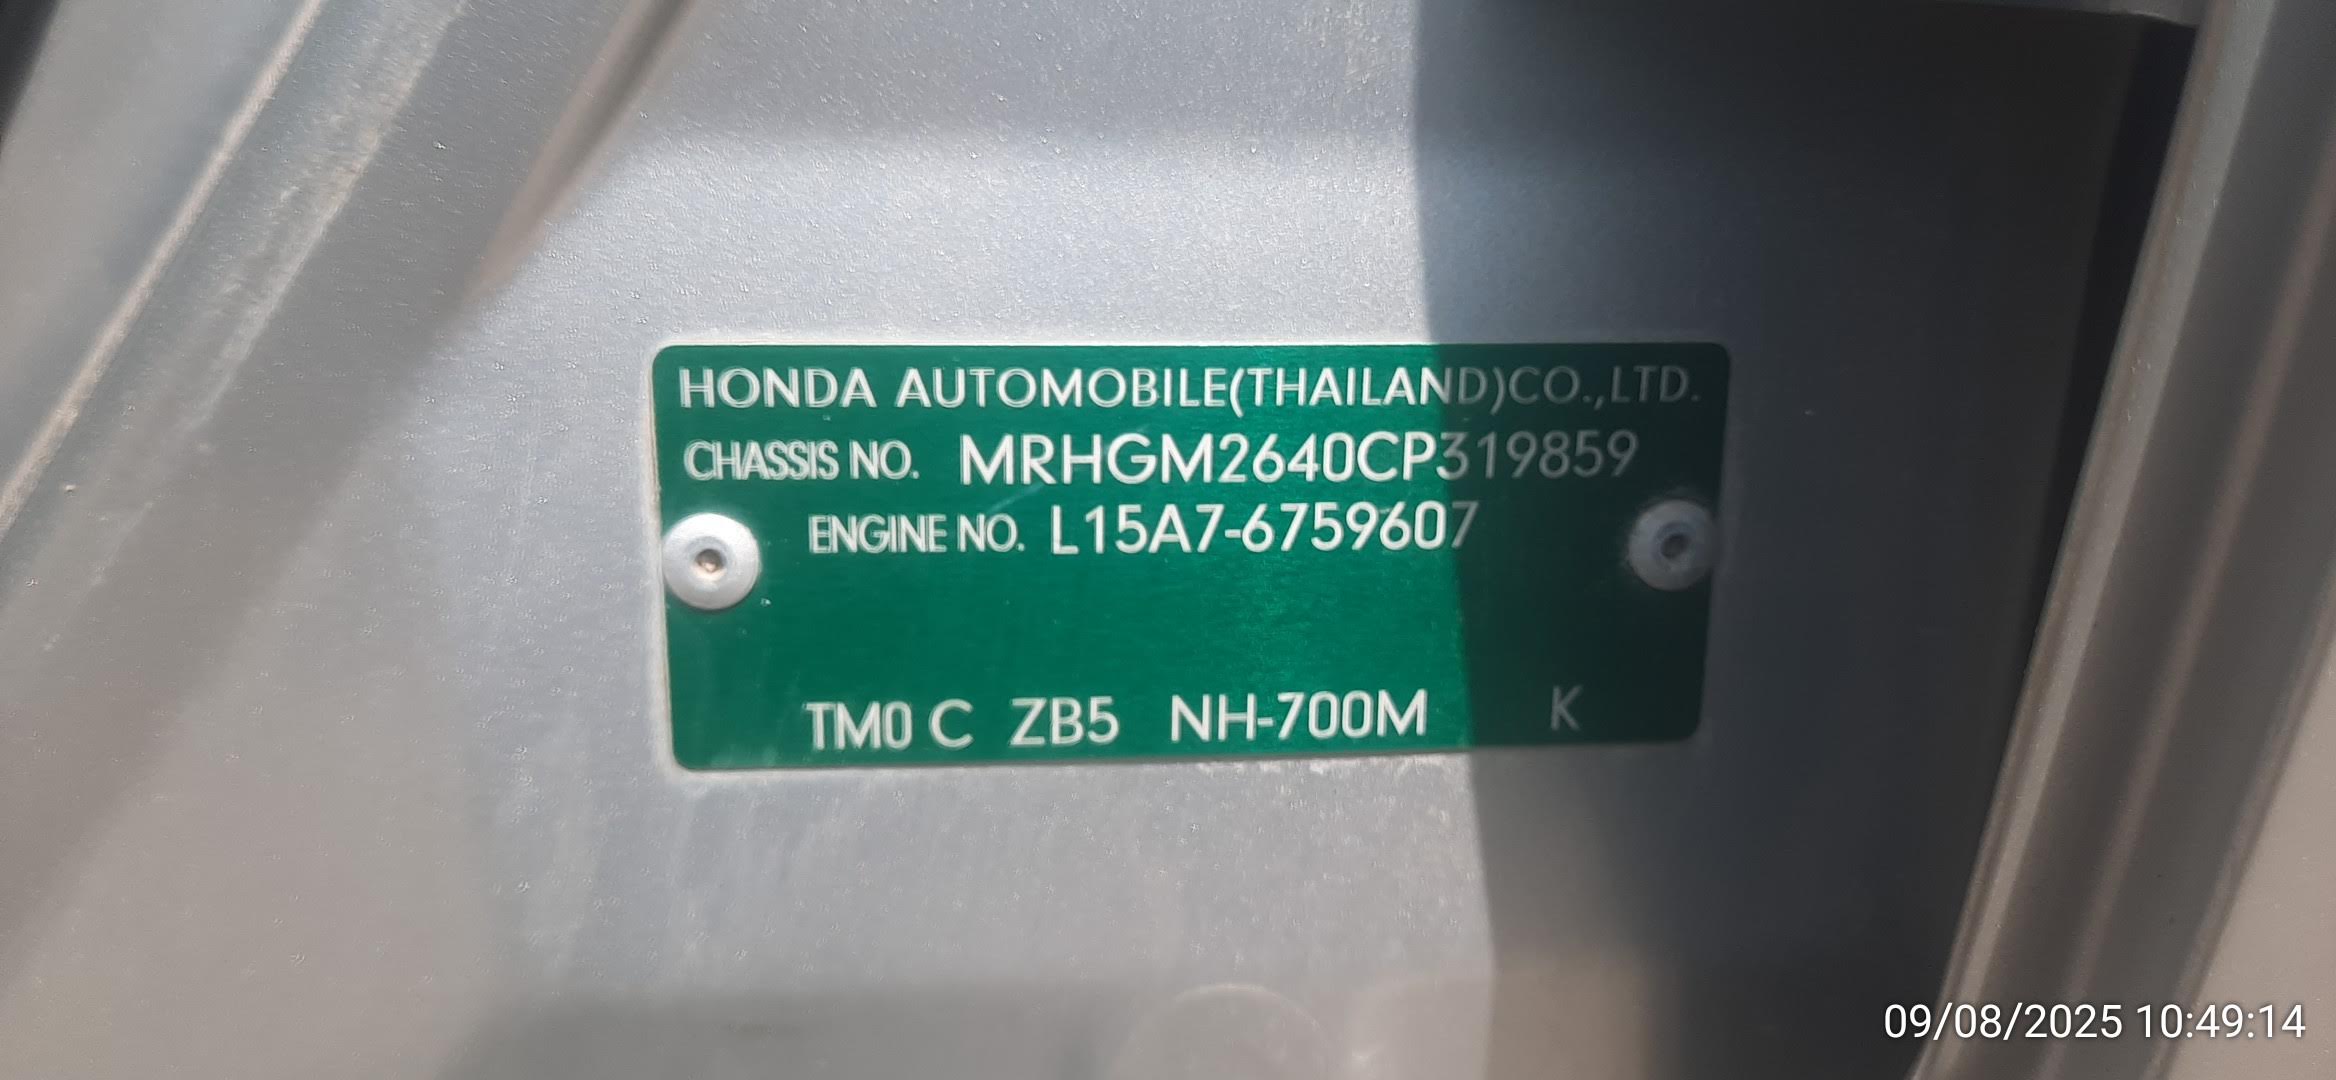 HONDA AUTOMOBILE(THAILAND)CO.,LTD.
CHASSIS NO. MRHGM2640CP319859
ENGINE NO. L15A7-6759607
TM0 C ZB5 NH-700M K
09/08/2025 10:49:14